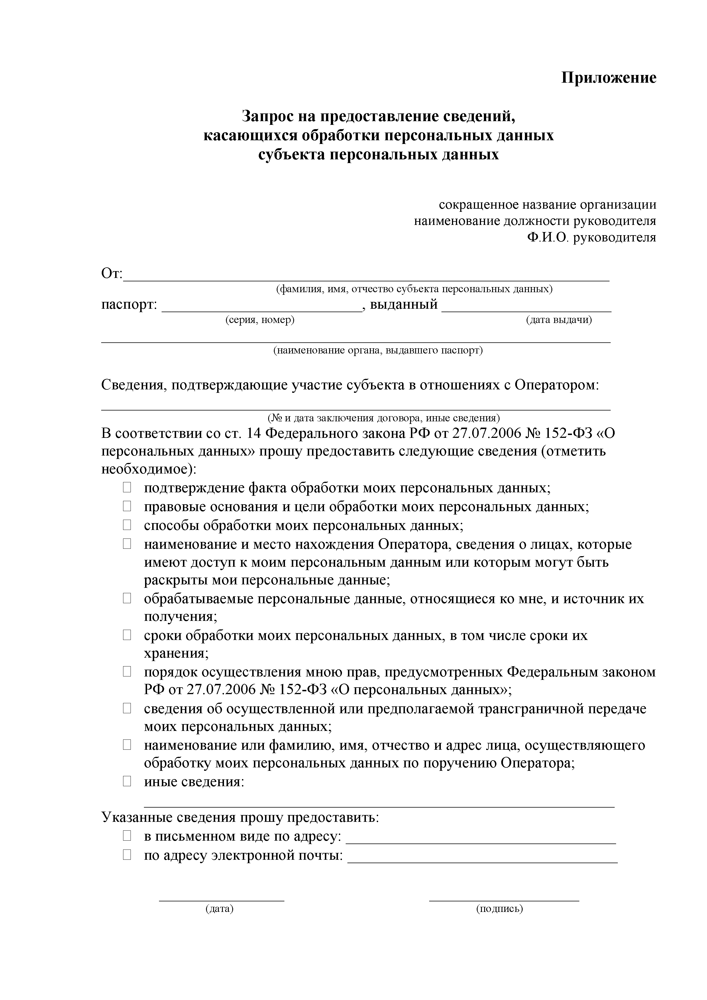 Приложение
Запрос на предоставление сведений,
касающихся обработки персональных данных
субъекта персональных данных
сокращенное название организации
наименование должности руководителя
Ф.И.О. руководителя
От:
(фамилия, имя, отчество субъекта персональных данных)
паспорт: , выданный
(серия, номер) (дата выдачи)
(наименование органа, выдавшего паспорт)
Сведения, подтверждающие участие субъекта в отношениях с Оператором:
(№ и дата заключения договора, иные сведения)
В соответствии со ст. 14 Федерального закона РФ от 27.07.2006 № 152-ФЗ «О
персональных данных» прошу предоставить следующие сведения (отметить
необходимое):
подтверждение факта обработки моих персональных данных;
правовые основания и цели обработки моих персональных данных;
способы обработки моих персональных данных;
наименование и место нахождения Оператора, сведения о лицах, которые
имеют доступ к моим персональным данным или которым могут быть
раскрыты мои персональные данные;
обрабатываемые персональные данные, относящиеся ко мне, и источник их
получения;
сроки обработки моих персональных данных, в том числе сроки их
хранения;
порядок осуществления мною прав, предусмотренных Федеральным законом
РФ от 27.07.2006 № 152-ФЗ «О персональных данных»;
сведения об осуществленной или предполагаемой трансграничной передаче
моих персональных данных;
наименование или фамилию, имя, отчество и адрес лица, осуществляющего
обработку моих персональных данных по поручению Оператора;
иные сведения:
Указанные сведения прошу предоставить:
в письменном виде по адресу:
по адресу электронной почты:
(дата) (подпись)